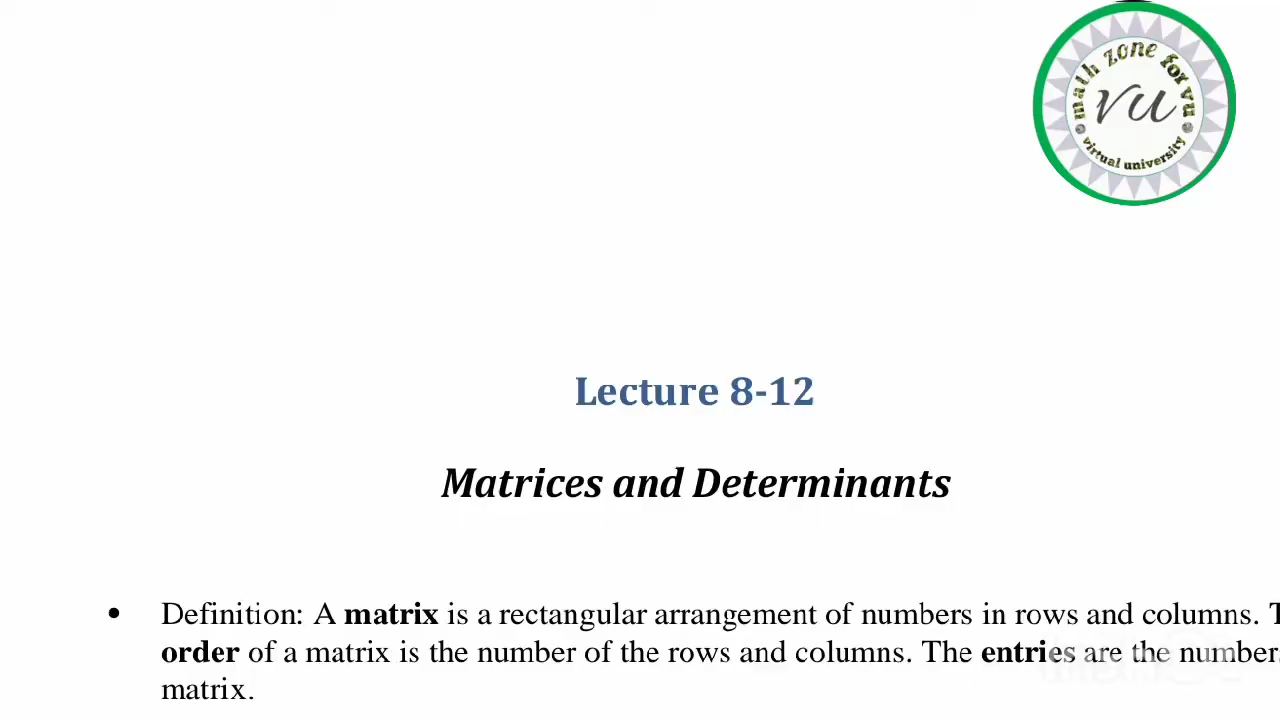 math zone for vu
vu
virtual university
Lecture 8-12
Matrices and Determinants
• Definition: A matrix is a rectangular arrangement of numbers in rows and columns.
order of a matrix is the number of the rows and columns. The entries are the numbers
matrix.